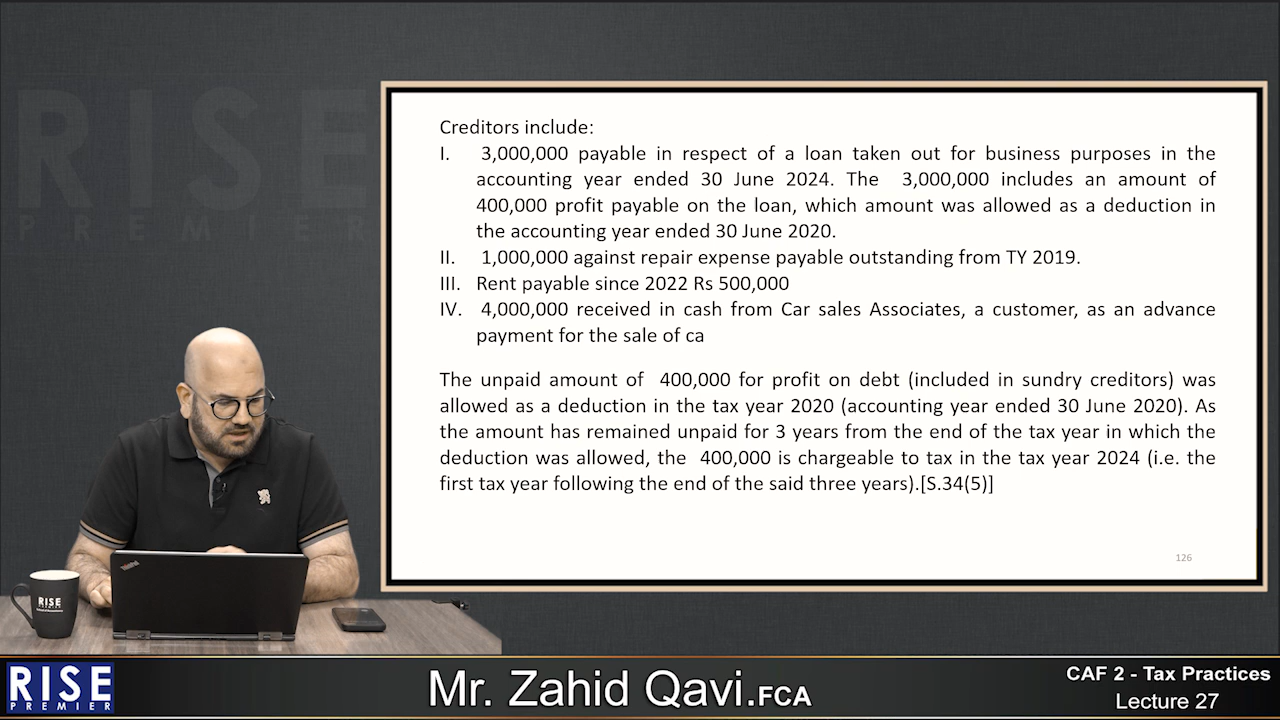 RISE
PREMIER
Creditors include:
I. 3,000,000 payable in respect of a loan taken out for business purposes in the
accounting year ended 30 June 2024. The 3,000,000 includes an amount of
400,000 profit payable on the loan, which amount was allowed as a deduction in
the accounting year ended 30 June 2020.
II. 1,000,000 against repair expense payable outstanding from TY 2019.
III. Rent payable since 2022 Rs 500,000
IV. 4,000,000 received in cash from Car sales Associates, a customer, as an advance
payment for the sale of ca
The unpaid amount of 400,000 for profit on debt (included in sundry creditors) was
allowed as a deduction in the tax year 2020 (accounting year ended 30 June 2020). As
the amount has remained unpaid for 3 years from the end of the tax year in which the
deduction was allowed, the 400,000 is chargeable to tax in the tax year 2024 (i.e. the
first tax year following the end of the said three years).[S.34(5)]
126
ThinkPad
RISE
RISE
PREMIER
Mr. Zahid Qavi.FCA
CAF 2 - Tax Practices
Lecture 27